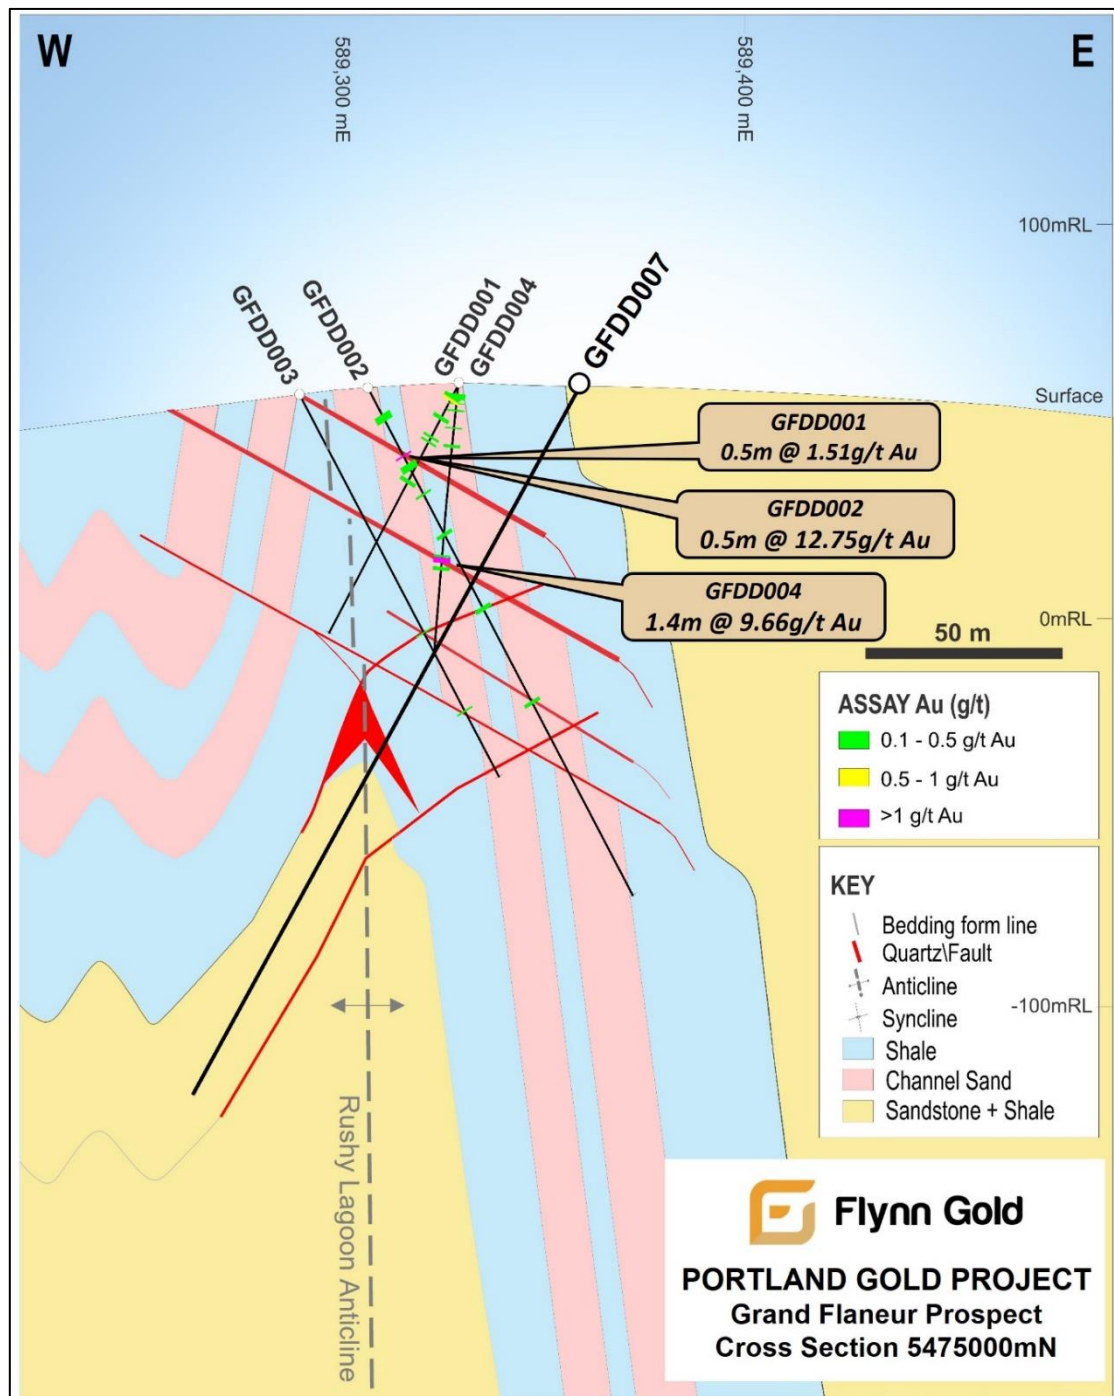 W
E
589,300 mE
589,400 mE
100mRL
GFDD003
GFDD002
GFDD001
GFDD004
GFDD007
Surface
GFDD001
0.5m @ 1.51g/t Au
GFDD002
0.5m @ 12.75g/t Au
GFDD004
1.4m @ 9.66g/t Au
0mRL
50 m
ASSAY Au (g/t)
0.1 - 0.5 g/t Au
0.5 - 1 g/t Au
>1 g/t Au
KEY
Bedding form line
Quartz\Fault
Anticline
Syncline
Shale
Channel Sand
Sandstone + Shale
-100mRL
Rushy Lagoon Anticline
Flynn Gold
PORTLAND GOLD PROJECT
Grand Flaneur Prospect
Cross Section 5475000mN